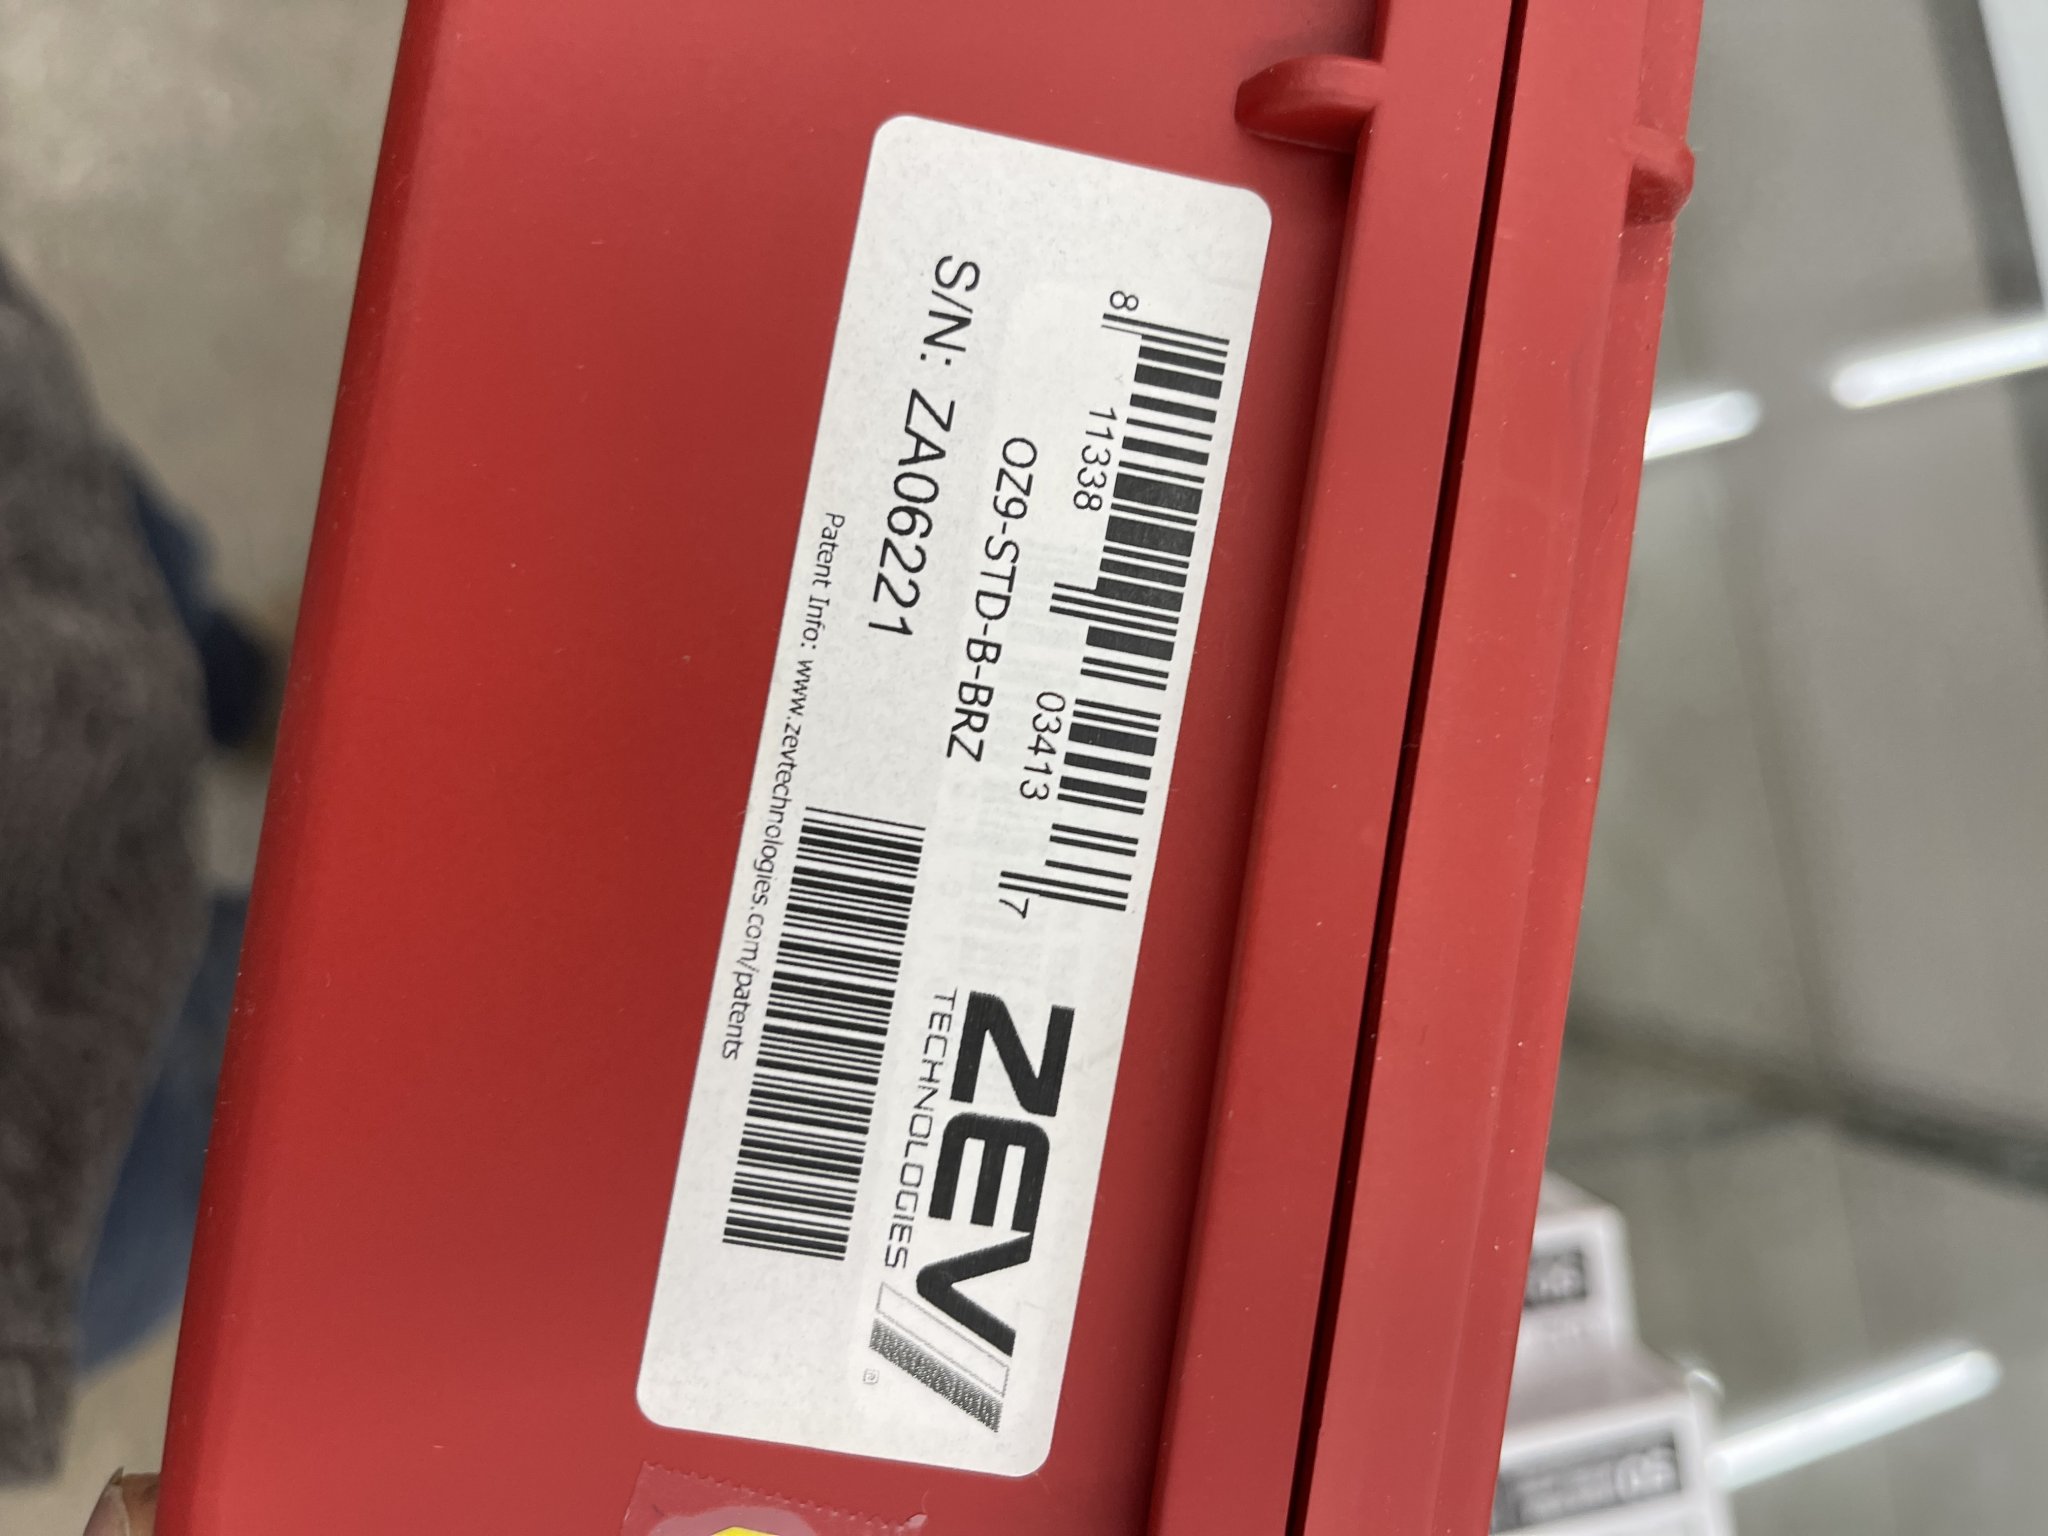 8 11338 03413 7
OZ9-STD-B-BRZ
S/N: ZA06221
ZEV
TECHNOLOGIES
®
Patent Info: www.zevtechnologies.com/patents